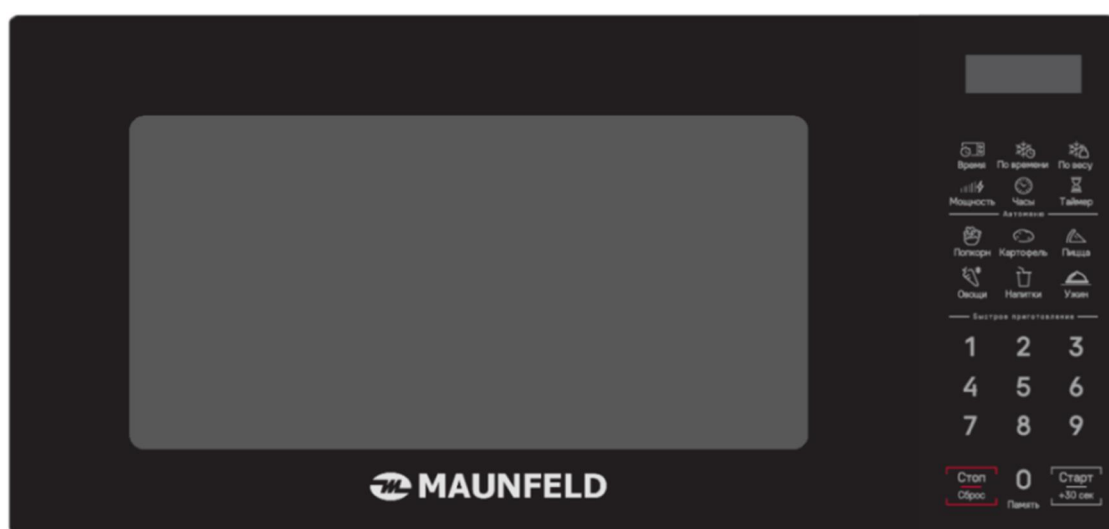 Время По времени По весу
Мощность Часы Таймер
Автоменю
Попкорн Картофель Пицца
Овощи Напитки Ужин
Быстрое приготовление
1 2 3
4 5 6
7 8 9
Стоп 0 Старт
Сброс Память +30 сек
MAUNFELD